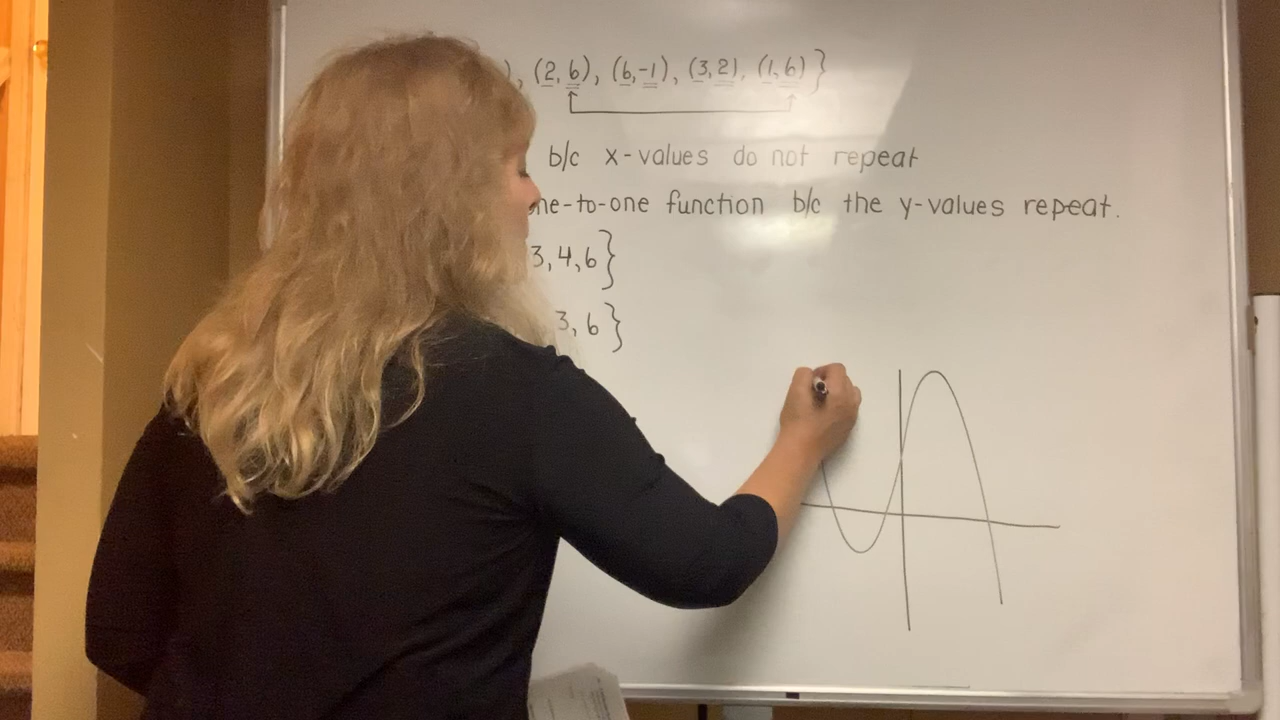 ), (2, 6), (6, -1), (3, 2), (1, 6) }
b/c x-values do not repeat
ne-to-one function b/c the y-values repeat.
3, 4, 6 }
3, 6 }